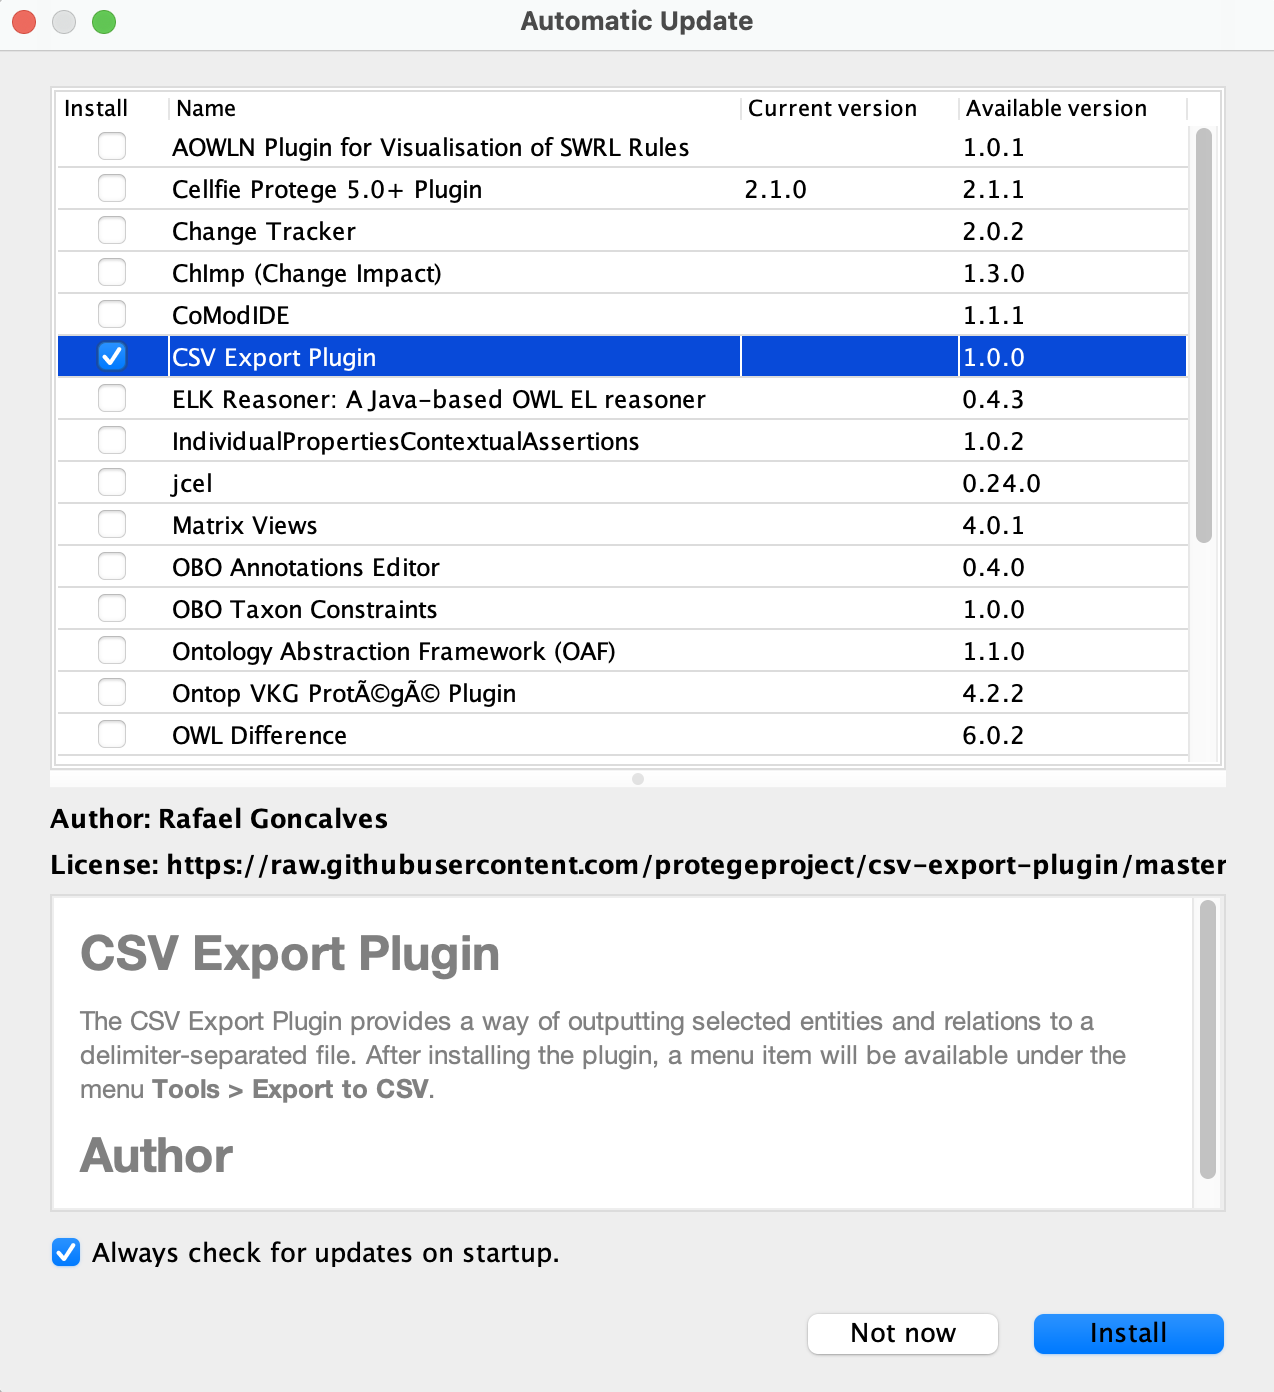 Automatic Update
Install Name Current version Available version
AOWLN Plugin for Visualisation of SWRL Rules 1.0.1
Cellfie Protege 5.0+ Plugin 2.1.0 2.1.1
Change Tracker 2.0.2
ChImp (Change Impact) 1.3.0
CoModIDE 1.1.1
CSV Export Plugin 1.0.0
ELK Reasoner: A Java-based OWL EL reasoner 0.4.3
IndividualPropertiesContextualAssertions 1.0.2
jcel 0.24.0
Matrix Views 4.0.1
OBO Annotations Editor 0.4.0
OBO Taxon Constraints 1.0.0
Ontology Abstraction Framework (OAF) 1.1.0
Ontop VKG ProtÃ©gÃ© Plugin 4.2.2
OWL Difference 6.0.2
Author: Rafael Goncalves
License: https://raw.githubusercontent.com/protegeproject/csv-export-plugin/master
CSV Export Plugin
The CSV Export Plugin provides a way of outputting selected entities and relations to a
delimiter-separated file. After installing the plugin, a menu item will be available under the
menu Tools > Export to CSV.
Author
Always check for updates on startup.
Not now Install